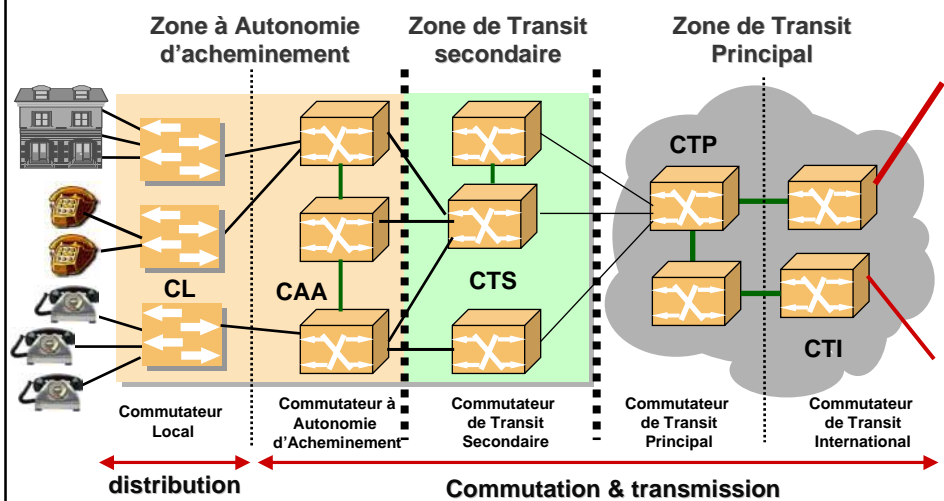 Zone à Autonomie
d’acheminement
Zone de Transit
secondaire
Zone de Transit
Principal
CTP
CL
CAA
CTS
CTI
Commutateur
Local
Commutateur à
Autonomie
d’Acheminement
Commutateur
de Transit
Secondaire
Commutateur
de Transit
Principal
Commutateur
de Transit
International
distribution
Commutation & transmission